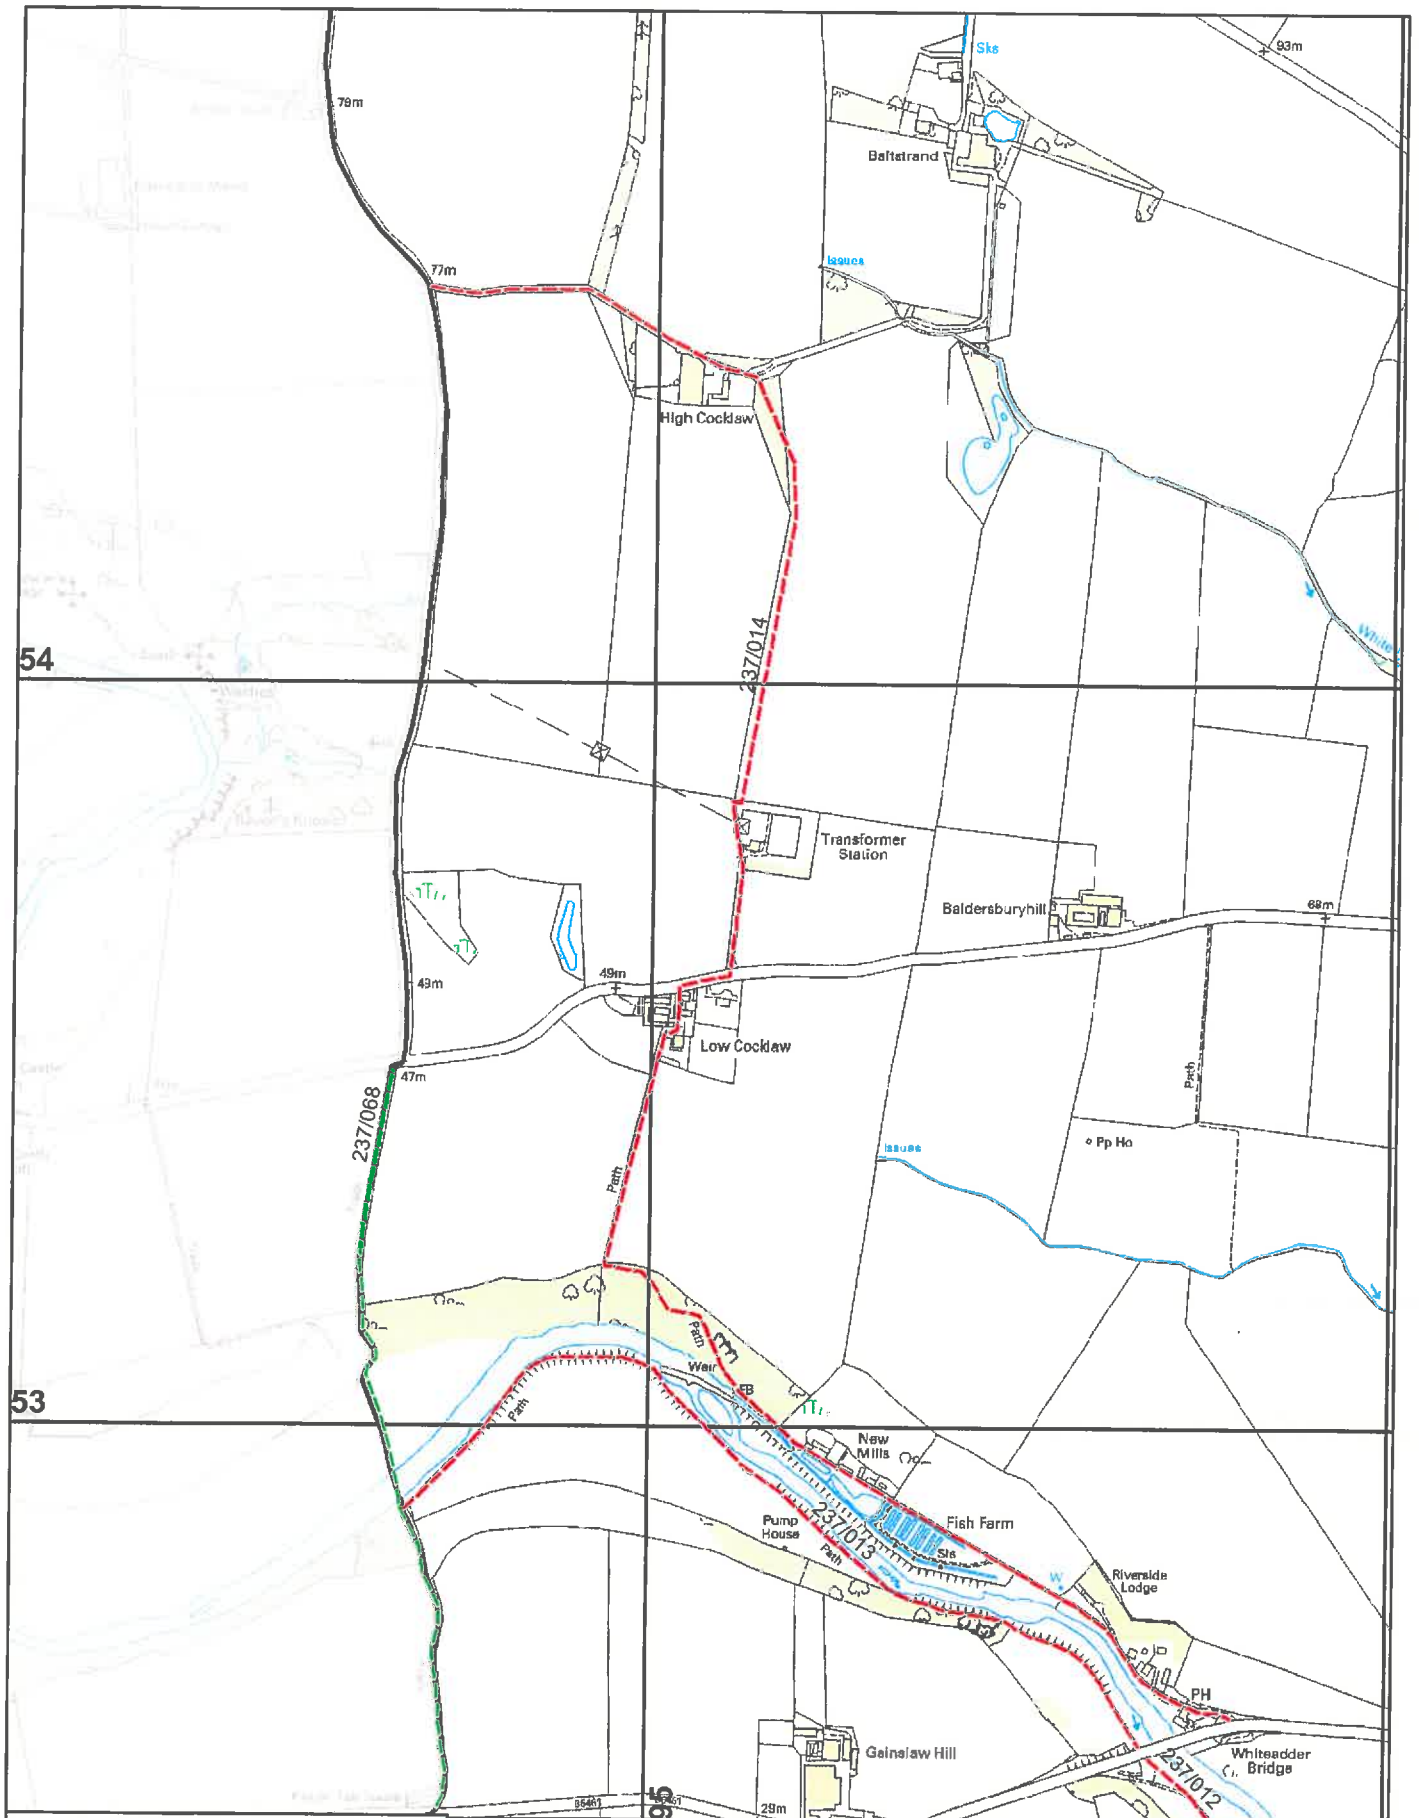 Sks
93m
79m
Baitstrand
Issues
77m
High Cocklaw
237/014
White
54
Transformer
Station
Baldersburyhill
68m
49m
49m
Low Cocklaw
47m
237/068
Path
Path
Pp Ho
Issues
53
Path
Weir
FB
Path
New
Mills
Pump
House
237/013
Path
Fish Farm
Sls
W
Riverside
Lodge
PH
Gainslaw Hill
Whiteadder
Bridge
237/012
B6461
95
29m